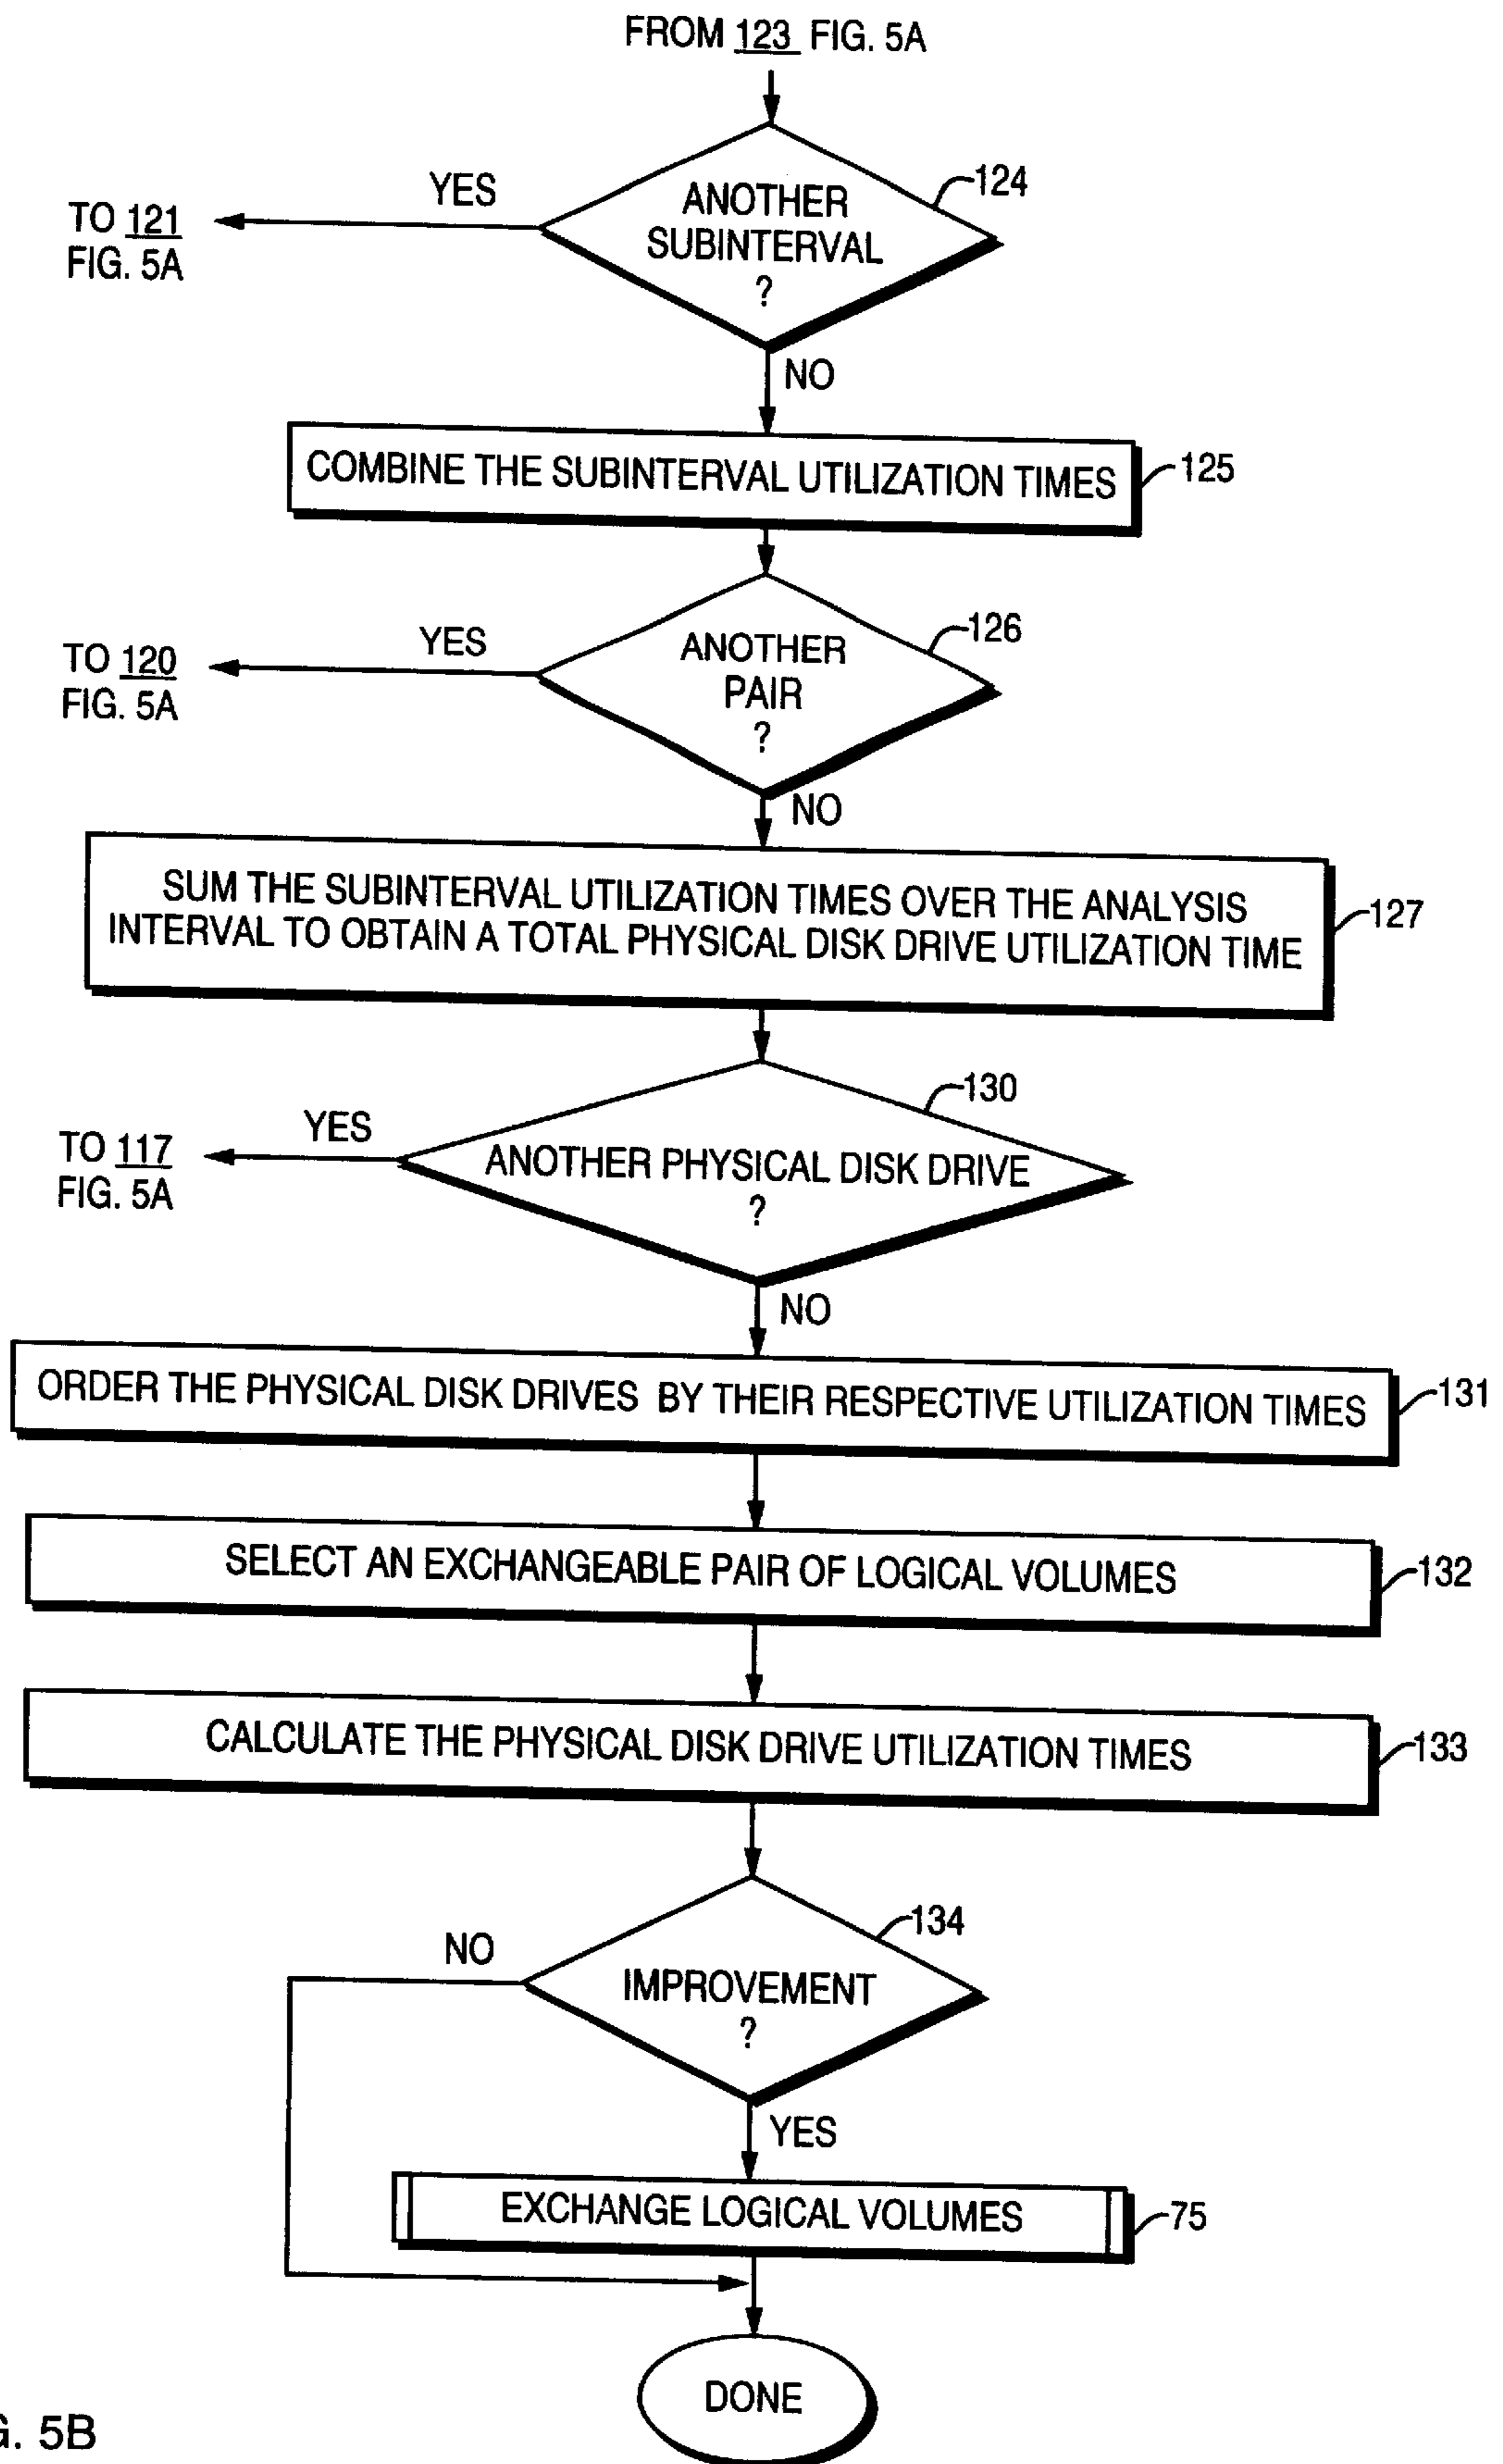 FROM 123 FIG. 5A
124
YES
ANOTHER
SUBINTERVAL
?
TO 121
FIG. 5A
NO
COMBINE THE SUBINTERVAL UTILIZATION TIMES
125
126
YES
ANOTHER
PAIR
?
TO 120
FIG. 5A
NO
SUM THE SUBINTERVAL UTILIZATION TIMES OVER THE ANALYSIS
INTERVAL TO OBTAIN A TOTAL PHYSICAL DISK DRIVE UTILIZATION TIME
127
130
YES
ANOTHER PHYSICAL DISK DRIVE
?
TO 117
FIG. 5A
NO
ORDER THE PHYSICAL DISK DRIVES BY THEIR RESPECTIVE UTILIZATION TIMES
131
SELECT AN EXCHANGEABLE PAIR OF LOGICAL VOLUMES
132
CALCULATE THE PHYSICAL DISK DRIVE UTILIZATION TIMES
133
134
NO
IMPROVEMENT
?
YES
EXCHANGE LOGICAL VOLUMES
75
DONE
G. 5B